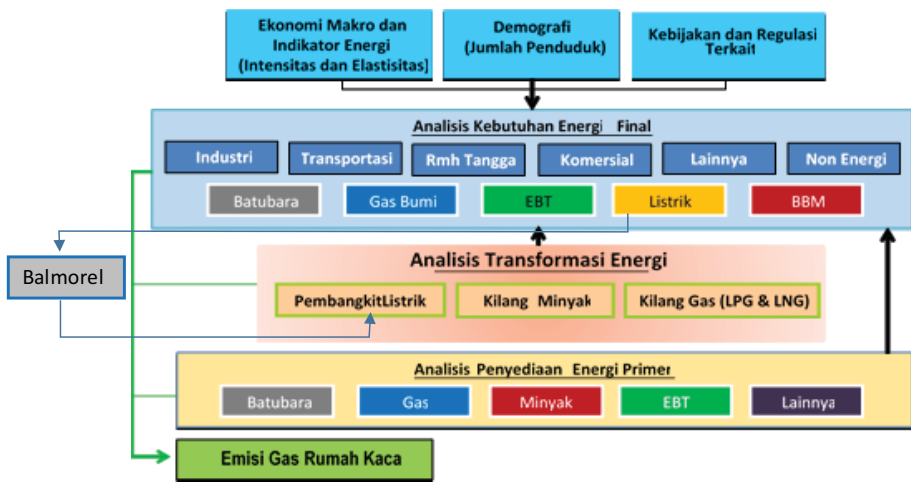 Ekonomi Makro dan
Indikator Energi
(Intensitas dan Elastisitas)
Demografi
(Jumlah Penduduk)
Kebijakan dan Regulasi
Terkait
Analisis Kebutuhan Energi Final
Industri
Transportasi
Rmh Tangga
Komersial
Lainnya
Non Energi
Batubara
Gas Bumi
EBT
Listrik
BBM
Balmorel
Analisis Transformasi Energi
PembangkitListrik
Kilang Minyak
Kilang Gas (LPG & LNG)
Analisis Penyediaan Energi Primer
Batubara
Gas
Minyak
EBT
Lainnya
Emisi Gas Rumah Kaca